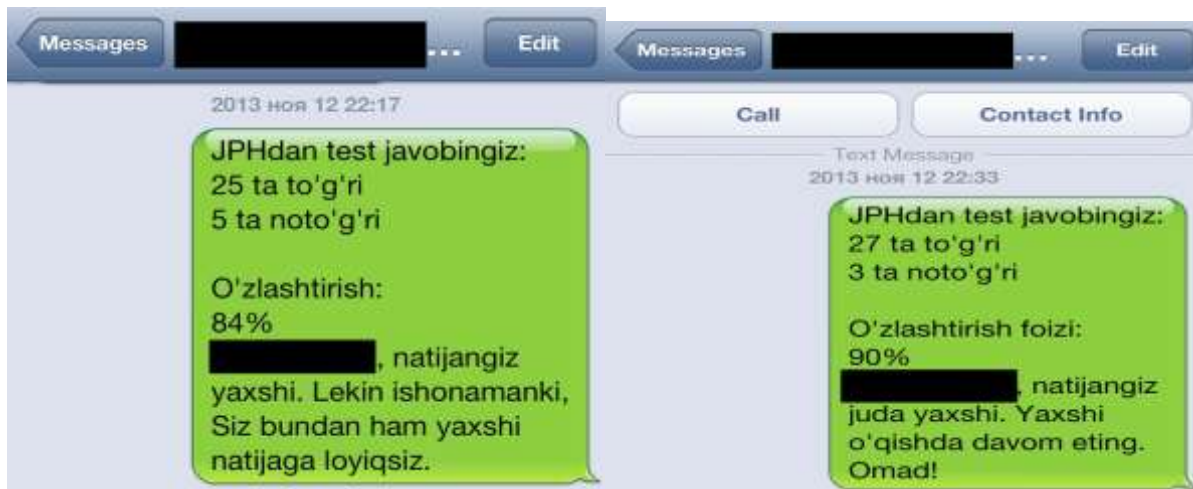 Messages
...
Edit
2013 ноя 12 22:17
JPHdan test javobingiz:
25 ta to'g'ri
5 ta noto'g'ri
O'zlashtirish:
84%
, natijangiz
yaxshi. Lekin ishonamanki,
Siz bundan ham yaxshi
natijaga loyiqsiz.
Messages
...
Edit
Call
Contact Info
Text Message
2013 ноя 12 22:33
JPHdan test javobingiz:
27 ta to'g'ri
3 ta noto'g'ri
O'zlashtirish foizi:
90%
, natijangiz
juda yaxshi. Yaxshi
o'qishda davom eting.
Omad!